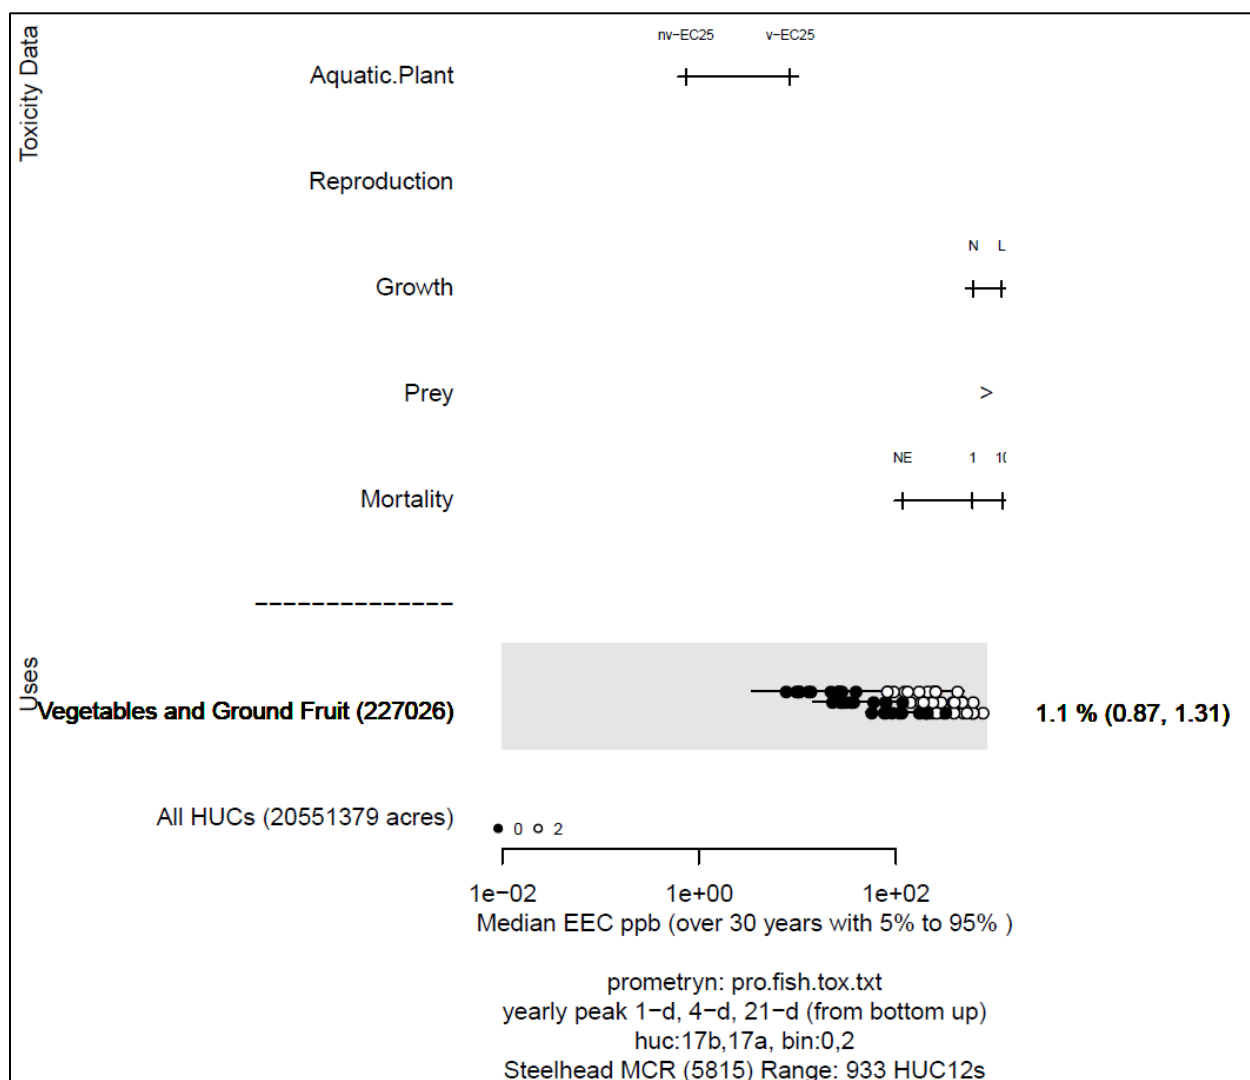 Toxicity Data
nv−EC25 v−EC25
Aquatic.Plant
Reproduction
N L
Growth
Prey >
NE 1 10
Mortality
−−−−−−−−−−−−−−
Uses
Vegetables and Ground Fruit (227026) 1.1 % (0.87, 1.31)
All HUCs (20551379 acres)
0 2
1e−02 1e+00 1e+02
Median EEC ppb (over 30 years with 5% to 95% )
prometryn: pro.fish.tox.txt
yearly peak 1−d, 4−d, 21−d (from bottom up)
huc:17b,17a, bin:0,2
Steelhead MCR (5815) Range: 933 HUC12s